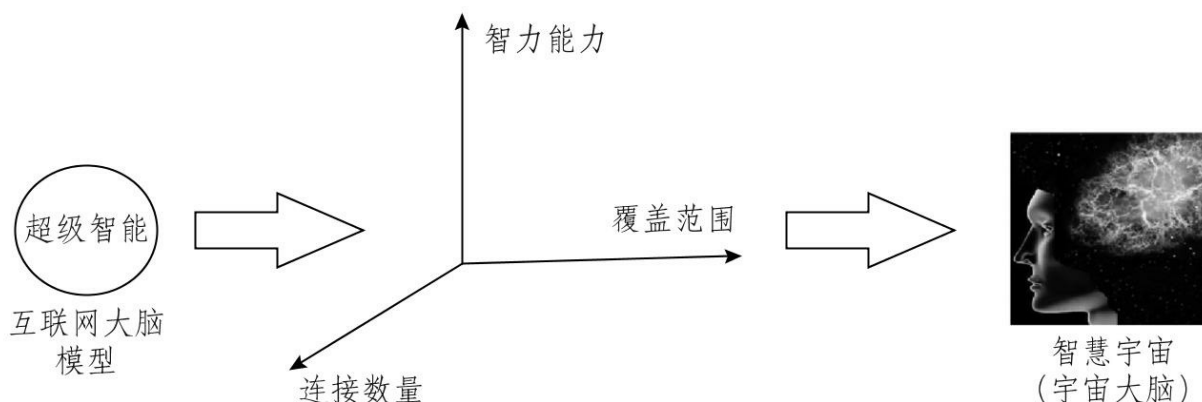 智力能力
超级智能
覆盖范围
互联网大脑
模型
连接数量
智慧宇宙
(宇宙大脑)